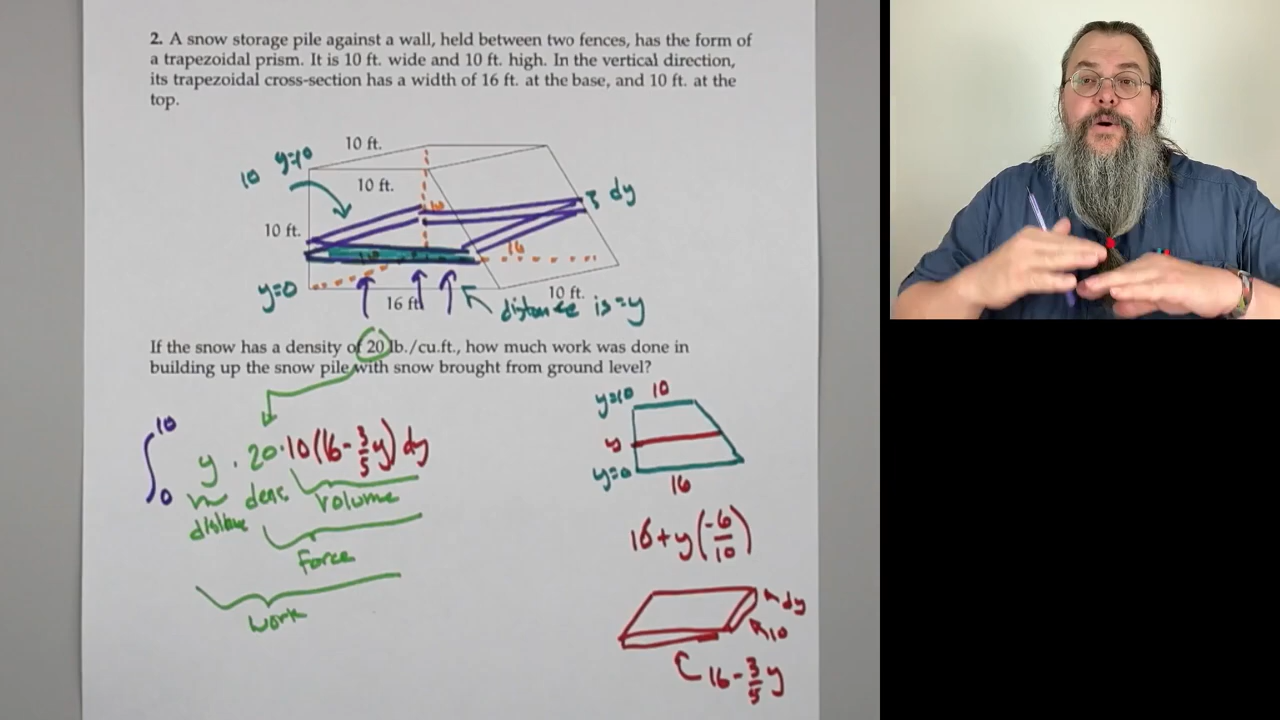 2. A snow storage pile against a wall, held between two fences, has the form of
a trapezoidal prism. It is 10 ft. wide and 10 ft. high. In the vertical direction,
its trapezoidal cross-section has a width of 16 ft. at the base, and 10 ft. at the
top.
10 ft.
10 y=10
10 ft.
dy
10
10 ft.
16
10
y=0
16 ft
10 ft.
distance is = y
If the snow has a density of 20 lb./cu.ft., how much work was done in
building up the snow pile with snow brought from ground level?
y=10 10
y
y=0
16
∫₀¹⁰ y · 20 · 10(16 - 3/5 y) dy
distance dens. volume
force
work
16 + y(-6/10)
dy
10
16 - 3/5 y